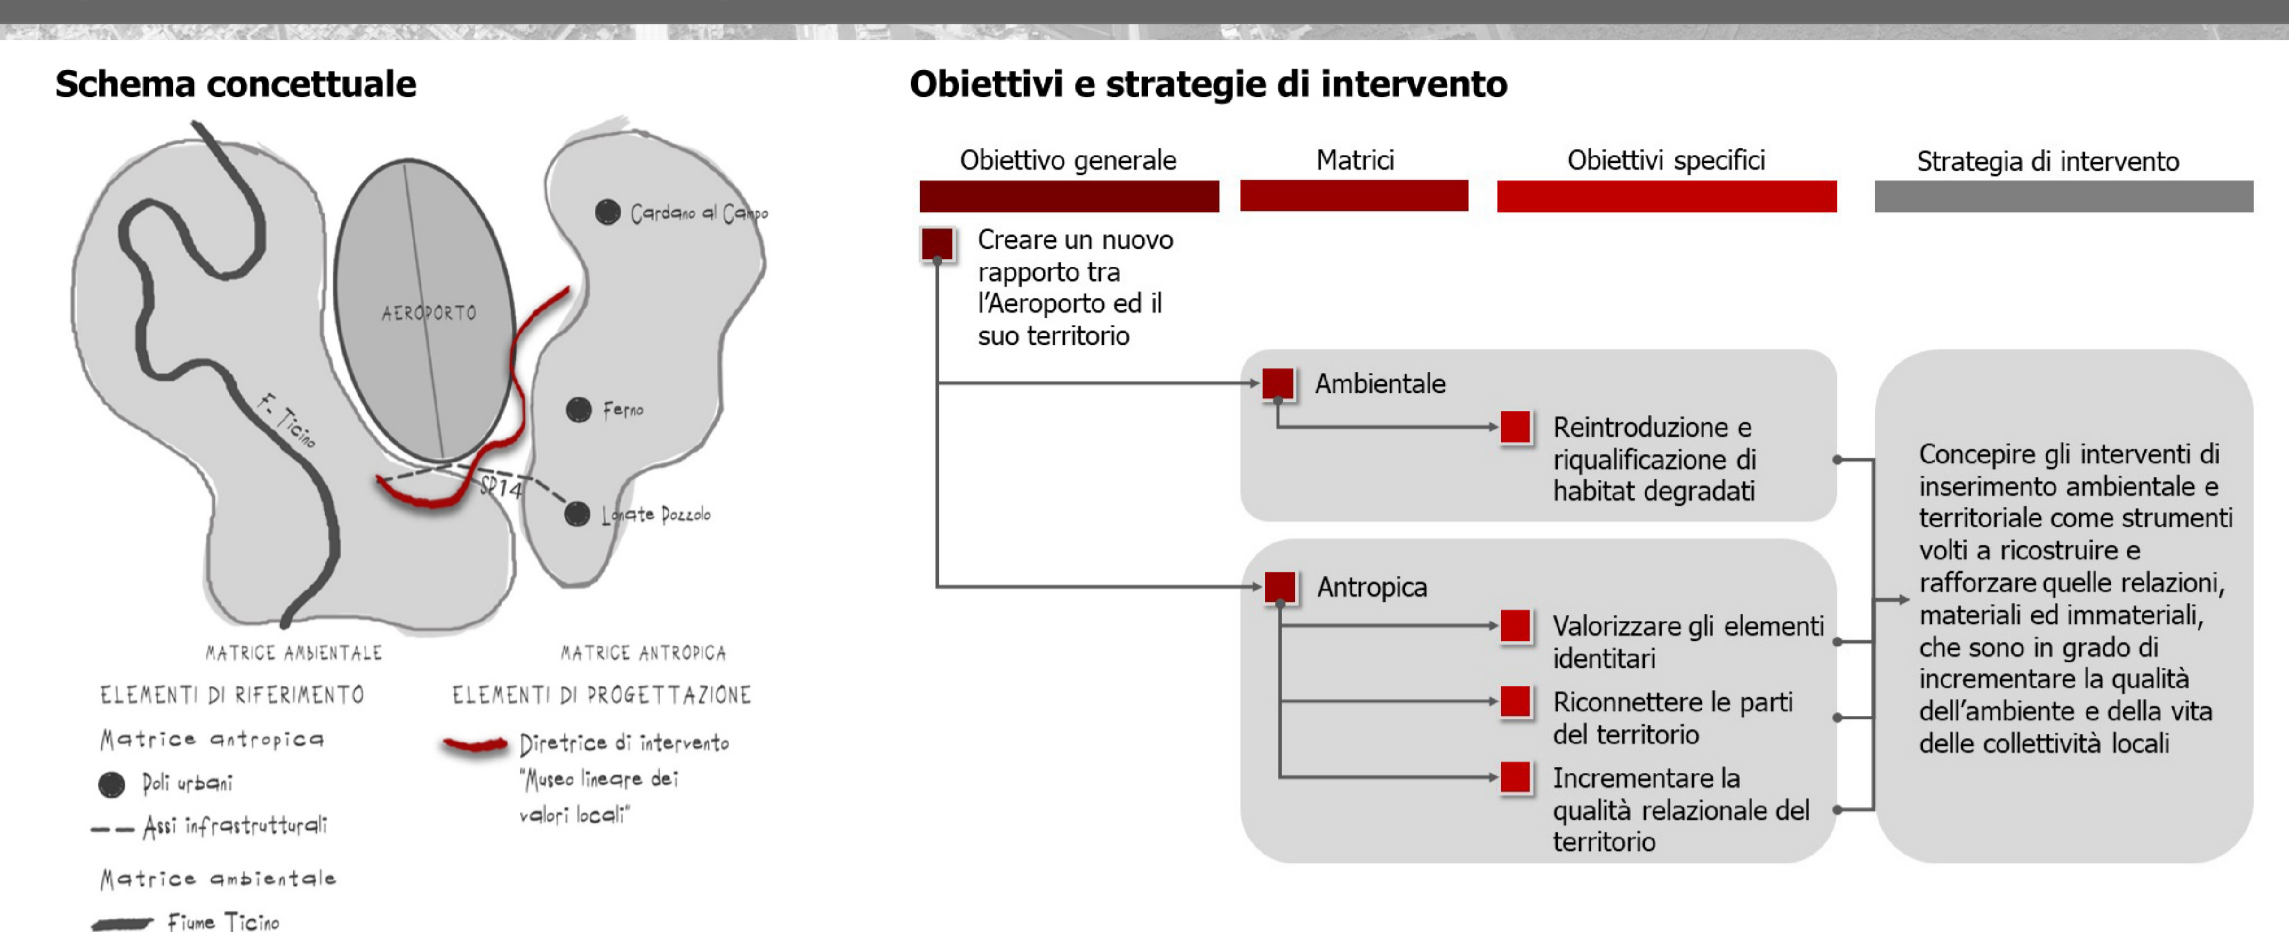 Schema concettuale
AEROPORTO
Cardano al Campo
Ferno
F. Ticino
SP14
Lonate Pozzolo
MATRICE AMBIENTALE
MATRICE ANTROPICA
ELEMENTI DI RIFERIMENTO
Matrice antropica
Poli urbani
Assi infrastrutturali
Matrice ambientale
Fiume Ticino
ELEMENTI DI PROGETTAZIONE
Diretrice di intervento
"Museo lineare dei
valori locali"
Obiettivi e strategie di intervento
Obiettivo generale
Matrici
Obiettivi specifici
Strategia di intervento
Creare un nuovo
rapporto tra
l'Aeroporto ed il
suo territorio
Ambientale
Reintroduzione e
riqualificazione di
habitat degradati
Antropica
Valorizzare gli elementi
identitari
Riconnettere le parti
del territorio
Incrementare la
qualità relazionale del
territorio
Concepire gli interventi di
inserimento ambientale e
territoriale come strumenti
volti a ricostruire e
rafforzare quelle relazioni,
materiali ed immateriali,
che sono in grado di
incrementare la qualità
dell'ambiente e della vita
delle collettività locali